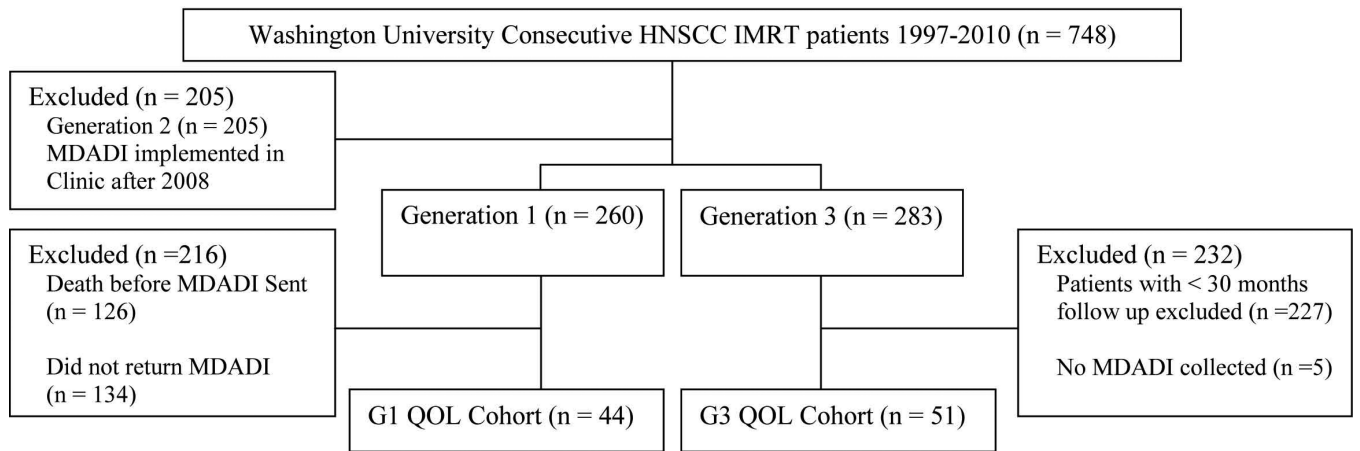 Washington University Consecutive HNSCC IMRT patients 1997-2010 (n = 748)
Excluded (n = 205)
Generation 2 (n = 205)
MDADI implemented in
Clinic after 2008
Generation 1 (n = 260)
Generation 3 (n = 283)
Excluded (n =216)
Death before MDADI Sent
(n = 126)
Did not return MDADI
(n = 134)
Excluded (n = 232)
Patients with < 30 months
follow up excluded (n =227)
No MDADI collected (n =5)
G1 QOL Cohort (n = 44)
G3 QOL Cohort (n = 51)